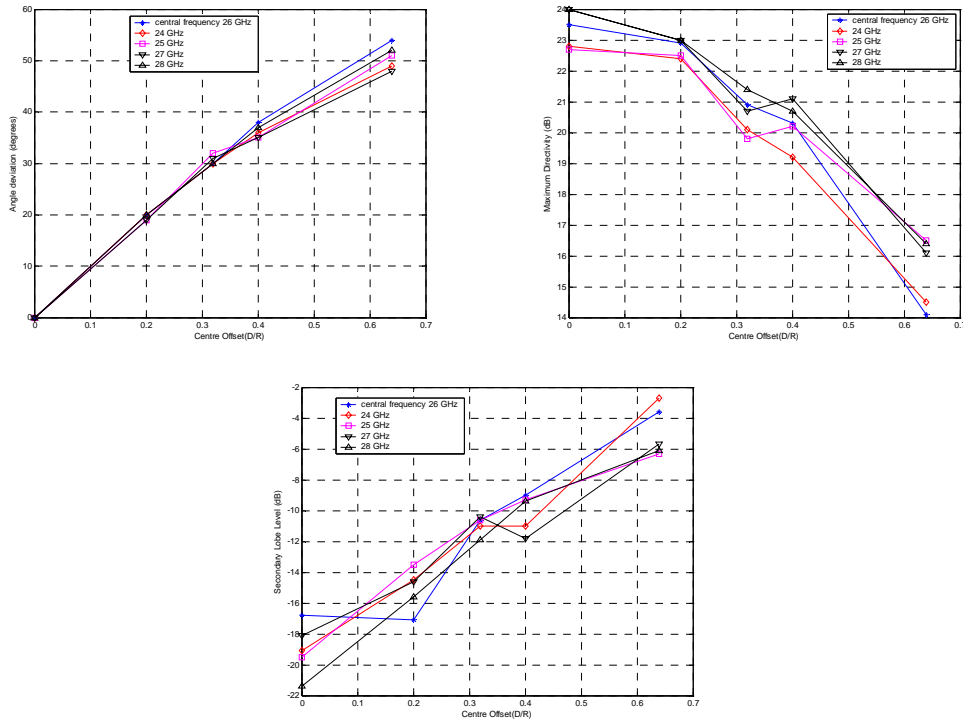 60
50
40
30
20
10
0
Angle deviation (degrees)
central frequency 26 GHz
24 GHz
25 GHz
27 GHz
28 GHz
0 0.1 0.2 0.3 0.4 0.5 0.6 0.7
Centre Offset(D/R)
24
23
22
21
20
19
18
17
16
15
14
Maximum Directivity (dB)
central frequency 26 GHz
24 GHz
25 GHz
27 GHz
28 GHz
0 0.1 0.2 0.3 0.4 0.5 0.6 0.7
Centre Offset(D/R)
-2
-4
-6
-8
-10
-12
-14
-16
-18
-20
-22
Secondary Lobe Level (dB)
central frequency 26 GHz
24 GHz
25 GHz
27 GHz
28 GHz
0 0.1 0.2 0.3 0.4 0.5 0.6 0.7
Centre Offset(D/R)